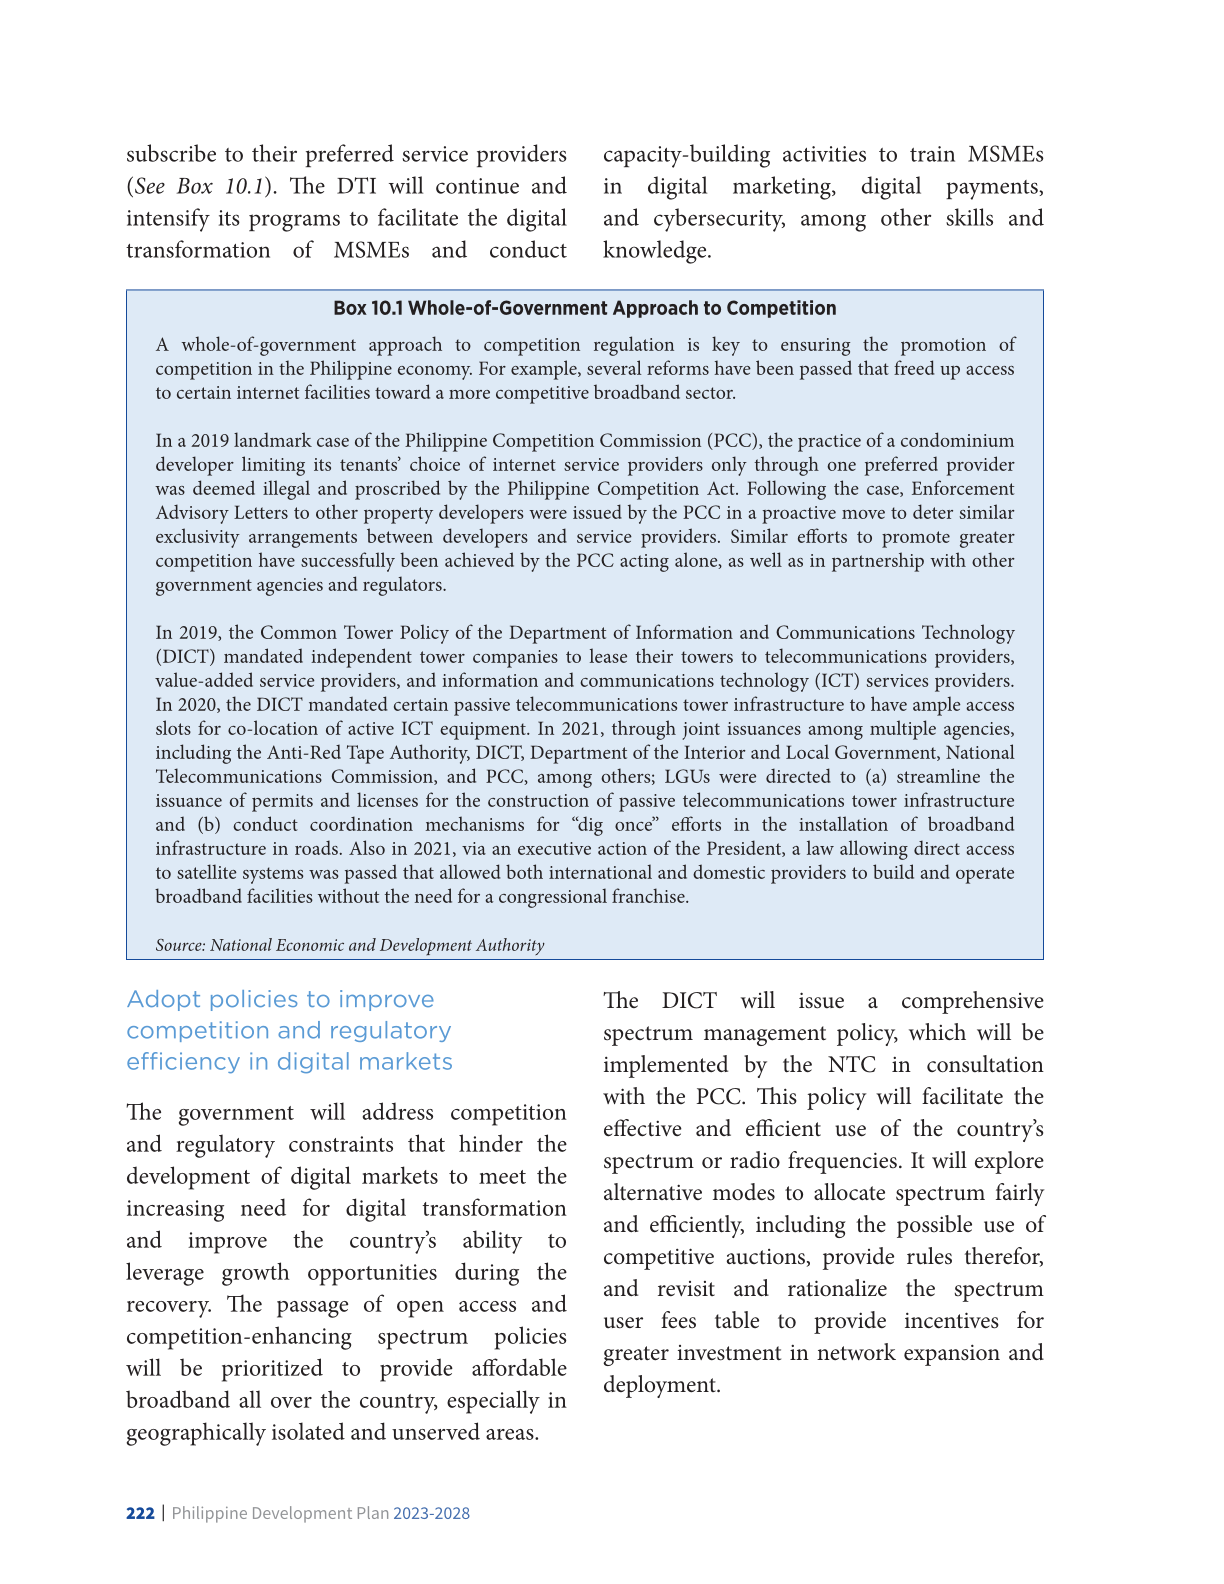 subscribe to their preferred service providers
(See Box 10.1). The DTI will continue and
intensify its programs to facilitate the digital
transformation of MSMEs and conduct
capacity-building activities to train MSMEs
in digital marketing, digital payments,
and cybersecurity, among other skills and
knowledge.
Box 10.1 Whole-of-Government Approach to Competition
A whole-of-government approach to competition regulation is key to ensuring the promotion of
competition in the Philippine economy. For example, several reforms have been passed that freed up access
to certain internet facilities toward a more competitive broadband sector.
In a 2019 landmark case of the Philippine Competition Commission (PCC), the practice of a condominium
developer limiting its tenants’ choice of internet service providers only through one preferred provider
was deemed illegal and proscribed by the Philippine Competition Act. Following the case, Enforcement
Advisory Letters to other property developers were issued by the PCC in a proactive move to deter similar
exclusivity arrangements between developers and service providers. Similar efforts to promote greater
competition have successfully been achieved by the PCC acting alone, as well as in partnership with other
government agencies and regulators.
In 2019, the Common Tower Policy of the Department of Information and Communications Technology
(DICT) mandated independent tower companies to lease their towers to telecommunications providers,
value-added service providers, and information and communications technology (ICT) services providers.
In 2020, the DICT mandated certain passive telecommunications tower infrastructure to have ample access
slots for co-location of active ICT equipment. In 2021, through joint issuances among multiple agencies,
including the Anti-Red Tape Authority, DICT, Department of the Interior and Local Government, National
Telecommunications Commission, and PCC, among others; LGUs were directed to (a) streamline the
issuance of permits and licenses for the construction of passive telecommunications tower infrastructure
and (b) conduct coordination mechanisms for “dig once” efforts in the installation of broadband
infrastructure in roads. Also in 2021, via an executive action of the President, a law allowing direct access
to satellite systems was passed that allowed both international and domestic providers to build and operate
broadband facilities without the need for a congressional franchise.
Source: National Economic and Development Authority
Adopt policies to improve
competition and regulatory
efficiency in digital markets
The government will address competition
and regulatory constraints that hinder the
development of digital markets to meet the
increasing need for digital transformation
and improve the country’s ability to
leverage growth opportunities during the
recovery. The passage of open access and
competition-enhancing spectrum policies
will be prioritized to provide affordable
broadband all over the country, especially in
geographically isolated and unserved areas.
The DICT will issue a comprehensive
spectrum management policy, which will be
implemented by the NTC in consultation
with the PCC. This policy will facilitate the
effective and efficient use of the country’s
spectrum or radio frequencies. It will explore
alternative modes to allocate spectrum fairly
and efficiently, including the possible use of
competitive auctions, provide rules therefor,
and revisit and rationalize the spectrum
user fees table to provide incentives for
greater investment in network expansion and
deployment.
222 | Philippine Development Plan 2023-2028